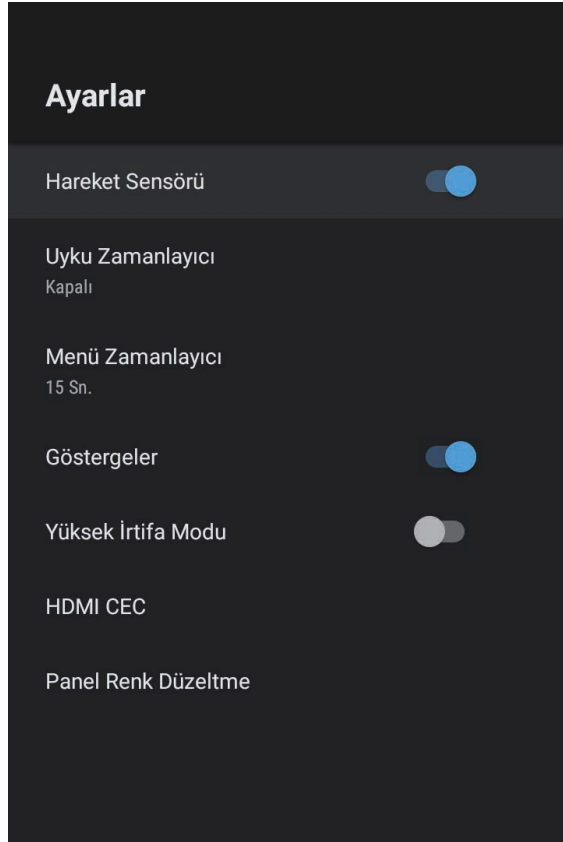 Ayarlar
Hareket Sensörü
Uyku Zamanlayıcı
Kapalı
Menü Zamanlayıcı
15 Sn.
Göstergeler
Yüksek İrtifa Modu
HDMI CEC
Panel Renk Düzeltme